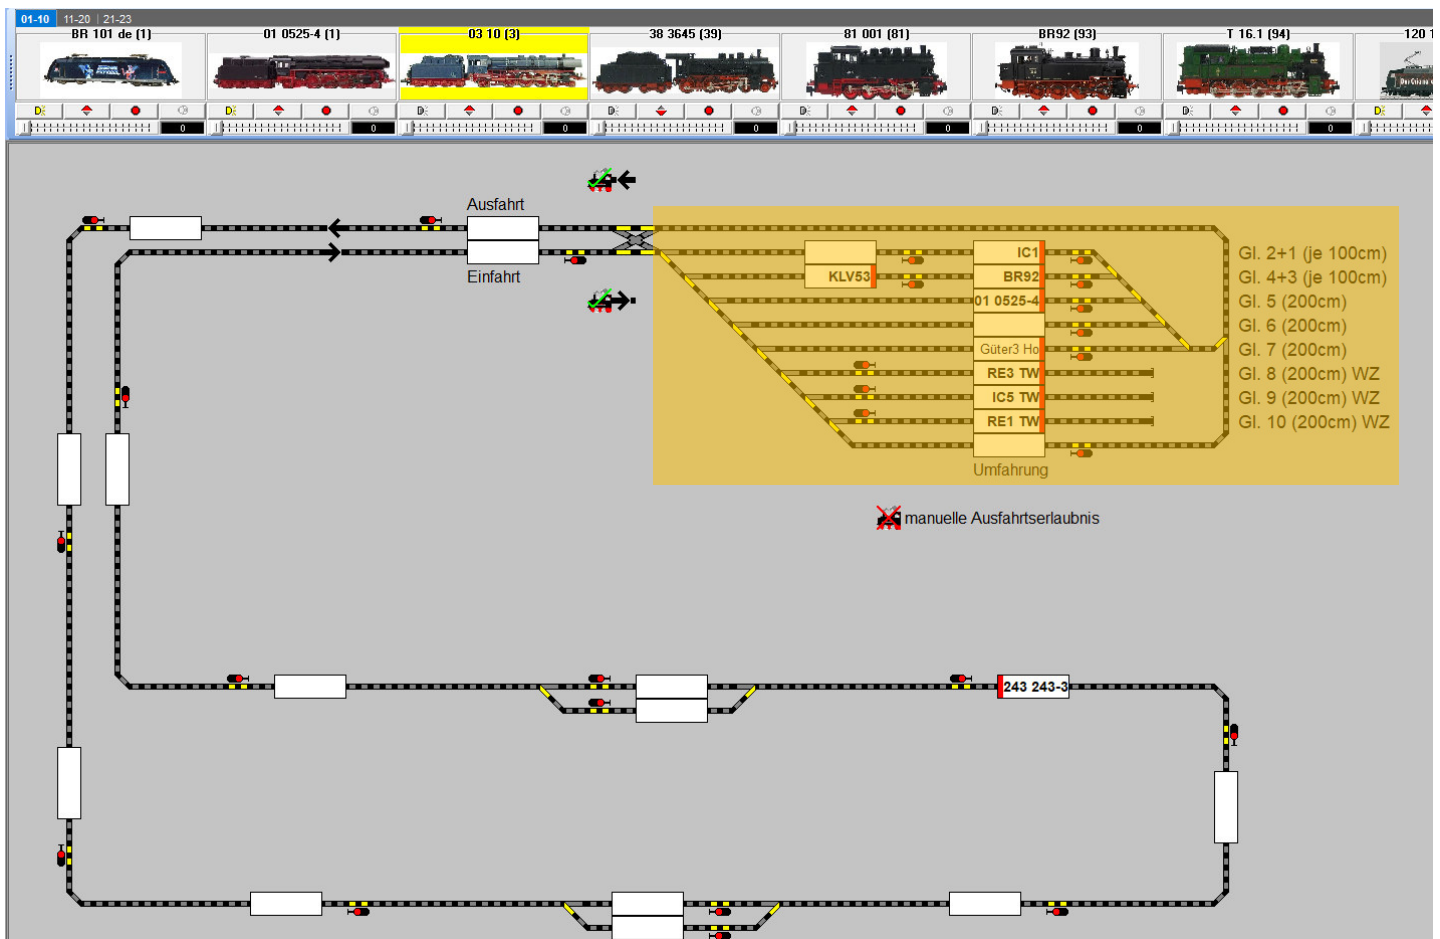 01-10 11-20 21-23
BR 101 de (1) 01 0525-4 (1) 03 10 (3) 38 3645 (39) 81 001 (81) BR92 (93) T 16.1 (94)
0 0 0 0 0 0 0
Ausfahrt
Einfahrt
IC1 Gl. 2+1 (je 100cm)
KLV53 BR92 Gl. 4+3 (je 100cm)
01 0525-4 Gl. 5 (200cm)
Gl. 6 (200cm)
Güter3 Ho Gl. 7 (200cm)
RE3 TW Gl. 8 (200cm) WZ
IC5 TW Gl. 9 (200cm) WZ
RE1 TW Gl. 10 (200cm) WZ
Umfahrung
manuelle Ausfahrtserlaubnis
243 243-3